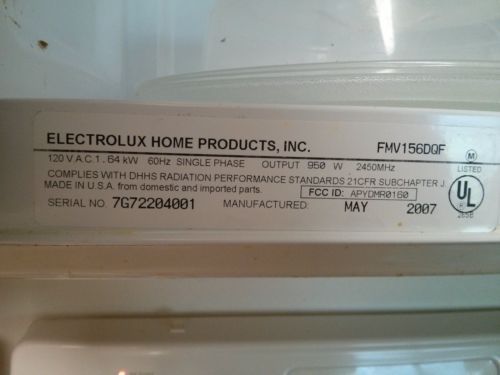 ELECTROLUX HOME PRODUCTS, INC. FMV156DQF
M
120 V A.C. 1.64 kW 60Hz SINGLE PHASE OUTPUT 950 W 2450MHz
LISTED
COMPLIES WITH DHHS RADIATION PERFORMANCE STANDARDS 21CFR SUBCHAPTER J.
MADE IN U.S.A. from domestic and imported parts. FCC ID: APYDMR0160
UL
SERIAL NO. 7G72204001 MANUFACTURED: MAY 2007
265B